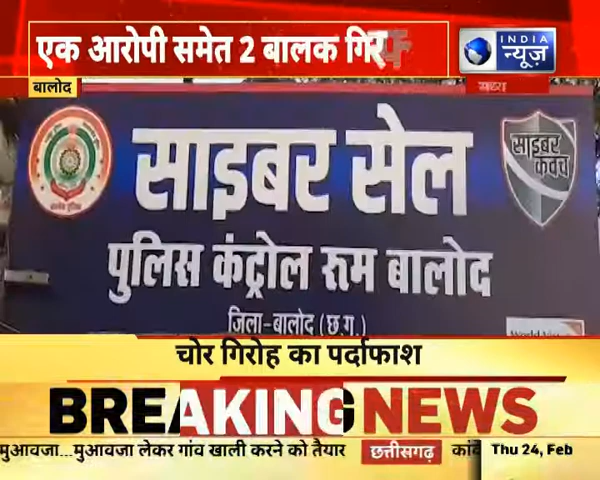 एक आरोपी समेत 2 बालक
INDIA
न्यूज़
बालोद
साइबर सेल
साइबर
कवच
पुलिस कंट्रोल रूम बालोद
जिला-बालोद (छ.ग.)
चोर गिरोह का पर्दाफाश
BREAKING NEWS
मुआवजा...मुआवजा लेकर गांव खाली करने को तैयार
छत्तीसगढ़
Thu 24, Feb